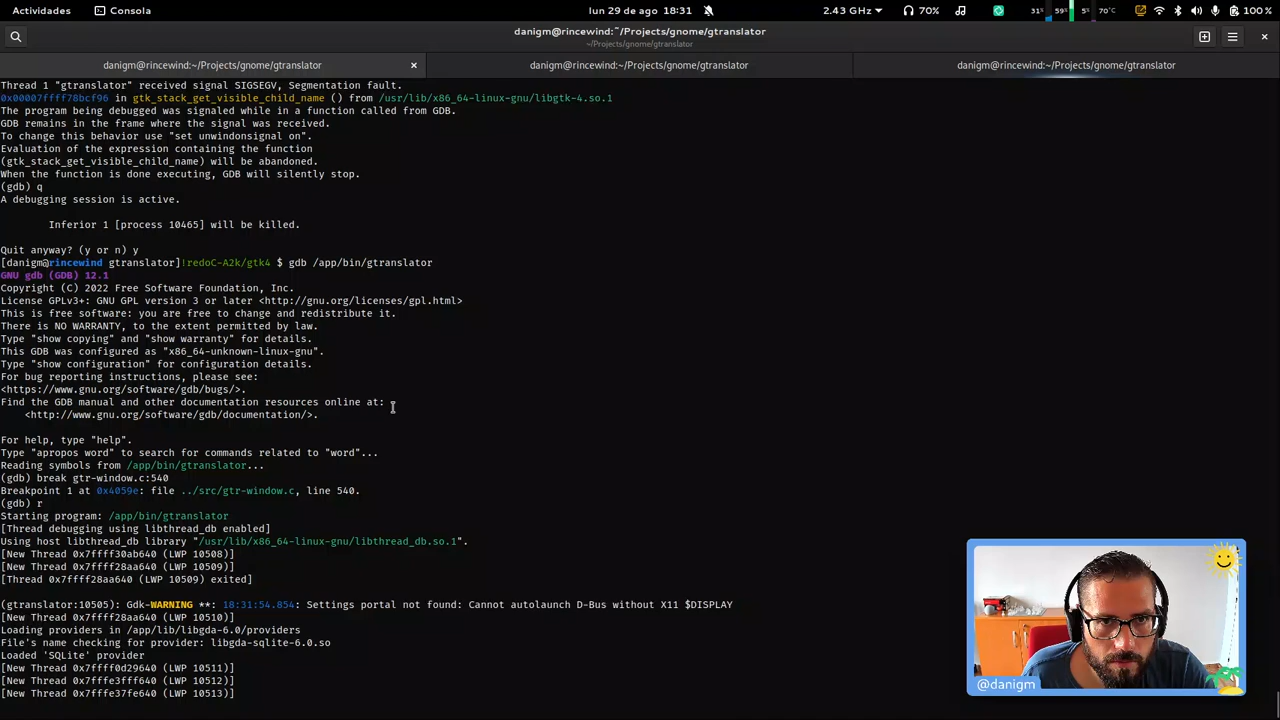 Actividades
Consola
lun 29 de ago 18:31
2.43 GHz
70%
31%
59%
5%
70°C
100 %
danigm@rincewind:~/Projects/gnome/gtranslator
~/Projects/gnome/gtranslator
danigm@rincewind:~/Projects/gnome/gtranslator
danigm@rincewind:~/Projects/gnome/gtranslator
danigm@rincewind:~/Projects/gnome/gtranslator
Thread 1 "gtranslator" received signal SIGSEGV, Segmentation fault.
0x00007ffff78bcf96 in gtk_stack_get_visible_child_name () from /usr/lib/x86_64-linux-gnu/libgtk-4.so.1
The program being debugged was signaled while in a function called from GDB.
GDB remains in the frame where the signal was received.
To change this behavior use "set unwindonsignal on".
Evaluation of the expression containing the function
(gtk_stack_get_visible_child_name) will be abandoned.
When the function is done executing, GDB will silently stop.
(gdb) q
A debugging session is active.
Inferior 1 [process 10465] will be killed.
Quit anyway? (y or n) y
[danigm@rincewind gtranslator]!redoC-A2k/gtk4 $ gdb /app/bin/gtranslator
GNU gdb (GDB) 12.1
Copyright (C) 2022 Free Software Foundation, Inc.
License GPLv3+: GNU GPL version 3 or later <http://gnu.org/licenses/gpl.html>
This is free software: you are free to change and redistribute it.
There is NO WARRANTY, to the extent permitted by law.
Type "show copying" and "show warranty" for details.
This GDB was configured as "x86_64-unknown-linux-gnu".
Type "show configuration" for configuration details.
For bug reporting instructions, please see:
<https://www.gnu.org/software/gdb/bugs/>.
Find the GDB manual and other documentation resources online at:
<http://www.gnu.org/software/gdb/documentation/>.
For help, type "help".
Type "apropos word" to search for commands related to "word"...
Reading symbols from /app/bin/gtranslator...
(gdb) break gtr-window.c:540
Breakpoint 1 at 0x4059e: file ../src/gtr-window.c, line 540.
(gdb) r
Starting program: /app/bin/gtranslator
[Thread debugging using libthread_db enabled]
Using host libthread_db library "/usr/lib/x86_64-linux-gnu/libthread_db.so.1".
[New Thread 0x7ffff30ab640 (LWP 10508)]
[New Thread 0x7ffff28aa640 (LWP 10509)]
[Thread 0x7ffff28aa640 (LWP 10509) exited]
(gtranslator:10505): Gdk-WARNING **: 18:31:54.854: Settings portal not found: Cannot autolaunch D-Bus without X11 $DISPLAY
[New Thread 0x7ffff28aa640 (LWP 10510)]
Loading providers in /app/lib/libgda-6.0/providers
File's name checking for provider: libgda-sqlite-6.0.so
Loaded 'SQLite' provider
[New Thread 0x7ffff0d29640 (LWP 10511)]
[New Thread 0x7fffe3fff640 (LWP 10512)]
[New Thread 0x7fffe37fe640 (LWP 10513)]
@danigm